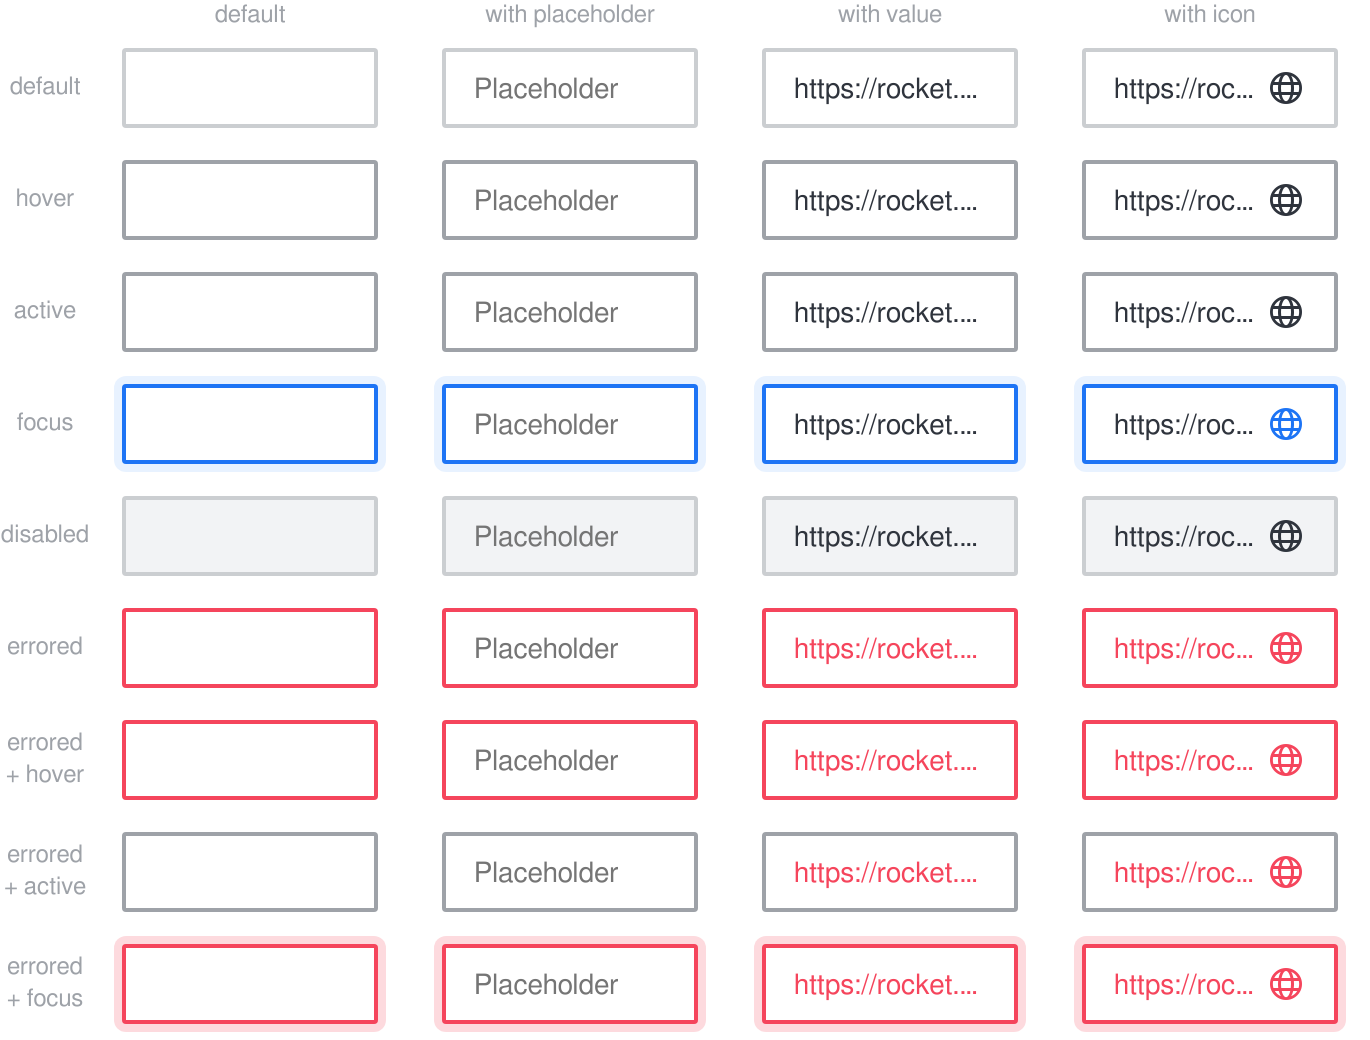 default with placeholder with value with icon
default Placeholder https://rocket.... https://roc...
hover Placeholder https://rocket.... https://roc...
active Placeholder https://rocket.... https://roc...
focus Placeholder https://rocket.... https://roc...
disabled Placeholder https://rocket.... https://roc...
errored Placeholder https://rocket.... https://roc...
errored
+ hover Placeholder https://rocket.... https://roc...
errored
+ active Placeholder https://rocket.... https://roc...
errored
+ focus Placeholder https://rocket.... https://roc...